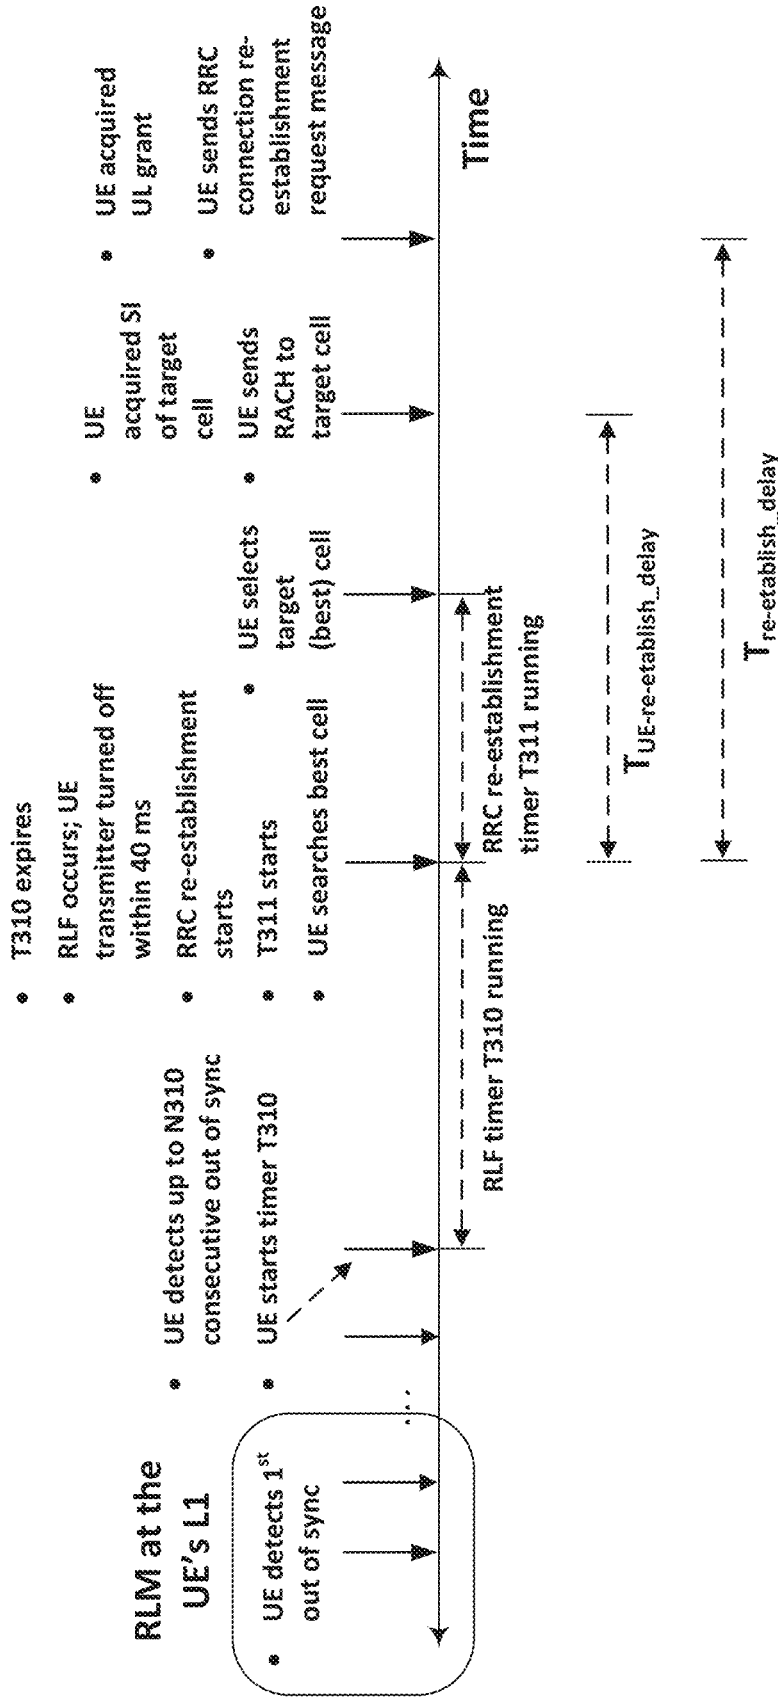 RLM at the
UE's L1
• UE detects 1st
out of sync
...
• UE detects up to N310
consecutive out of sync
• UE starts timer T310
• T310 expires
• RLF occurs; UE
transmitter turned off
within 40 ms
• RRC re-establishment
starts
• T311 starts
• UE searches best cell
• UE selects
target
(best) cell
• UE
acquired SI
of target
cell
• UE sends
RACH to
target cell
• UE acquired
UL grant
• UE sends RRC
connection re-
establishment
request message
Time
RLF timer T310 running
RRC re-establishment
timer T311 running
TUE-re-etablish_delay
Tre-etablish_delay